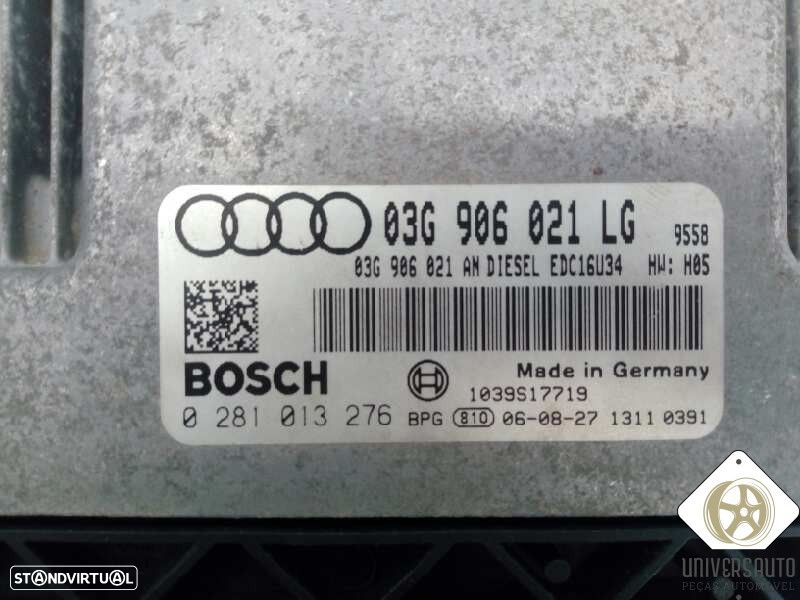 03G 906 021 LG 9558
03G 906 021 AN DIESEL EDC16U34 HW: H05
BOSCH
Made in Germany
1039S17719
0 281 013 276 BPG 810 06-08-27 1311 0391
UNIVERSAUTO
PEÇAS AUTOMÓVEL
STANDVIRTUAL